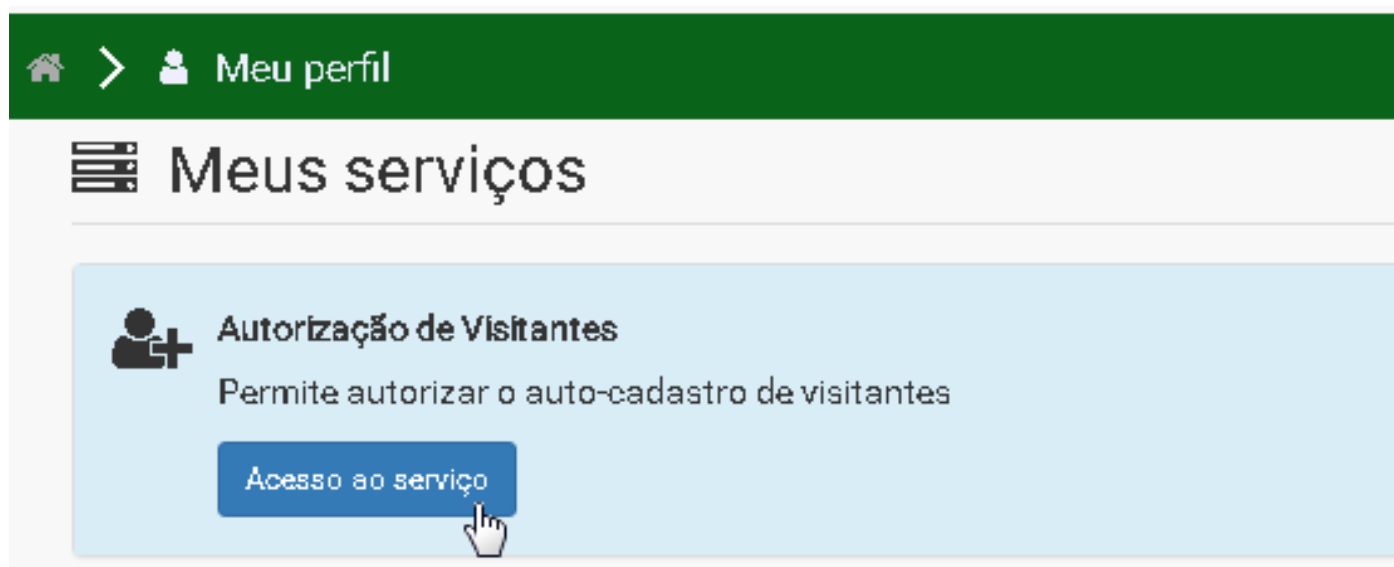 Meu perfil
Meus serviços
Autorização de Visitantes
Permite autorizar o auto-cadastro de visitantes
Acesso ao serviço